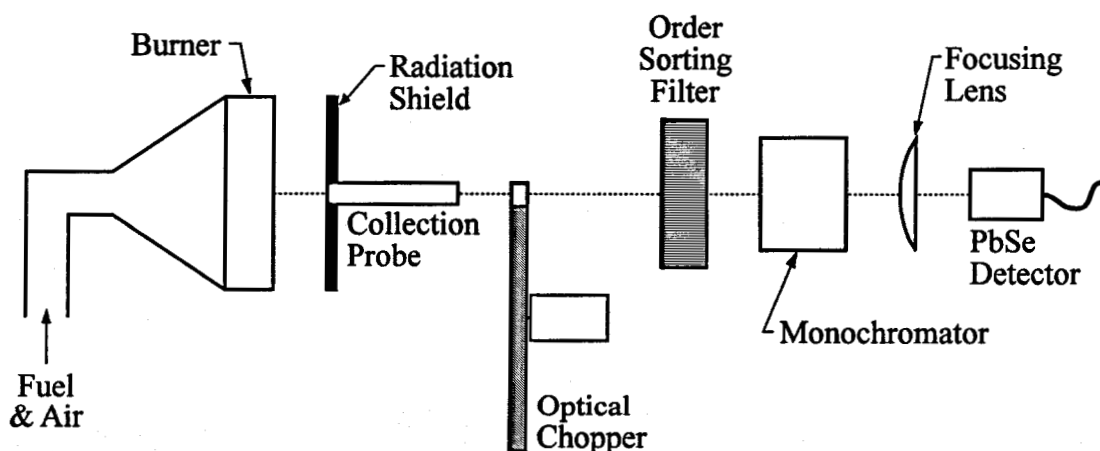 Burner
Radiation
Shield
Collection
Probe
Order
Sorting
Filter
Focusing
Lens
PbSe
Detector
Monochromator
Optical
Chopper
Fuel
& Air